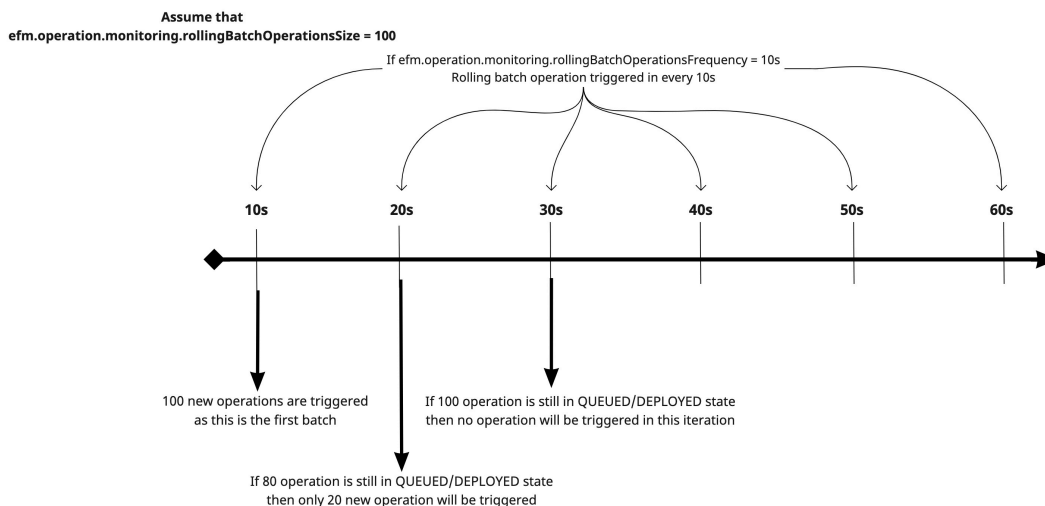 Assume that
efm.operation.monitoring.rollingBatchOperationsSize = 100
If efm.operation.monitoring.rollingBatchOperationsFrequency = 10s
Rolling batch operation triggered in every 10s
10s
20s
30s
40s
50s
60s
100 new operations are triggered
as this is the first batch
If 100 operation is still in QUEUED/DEPLOYED state
then no operation will be triggered in this iteration
If 80 operation is still in QUEUED/DEPLOYED state
then only 20 new operation will be triggered